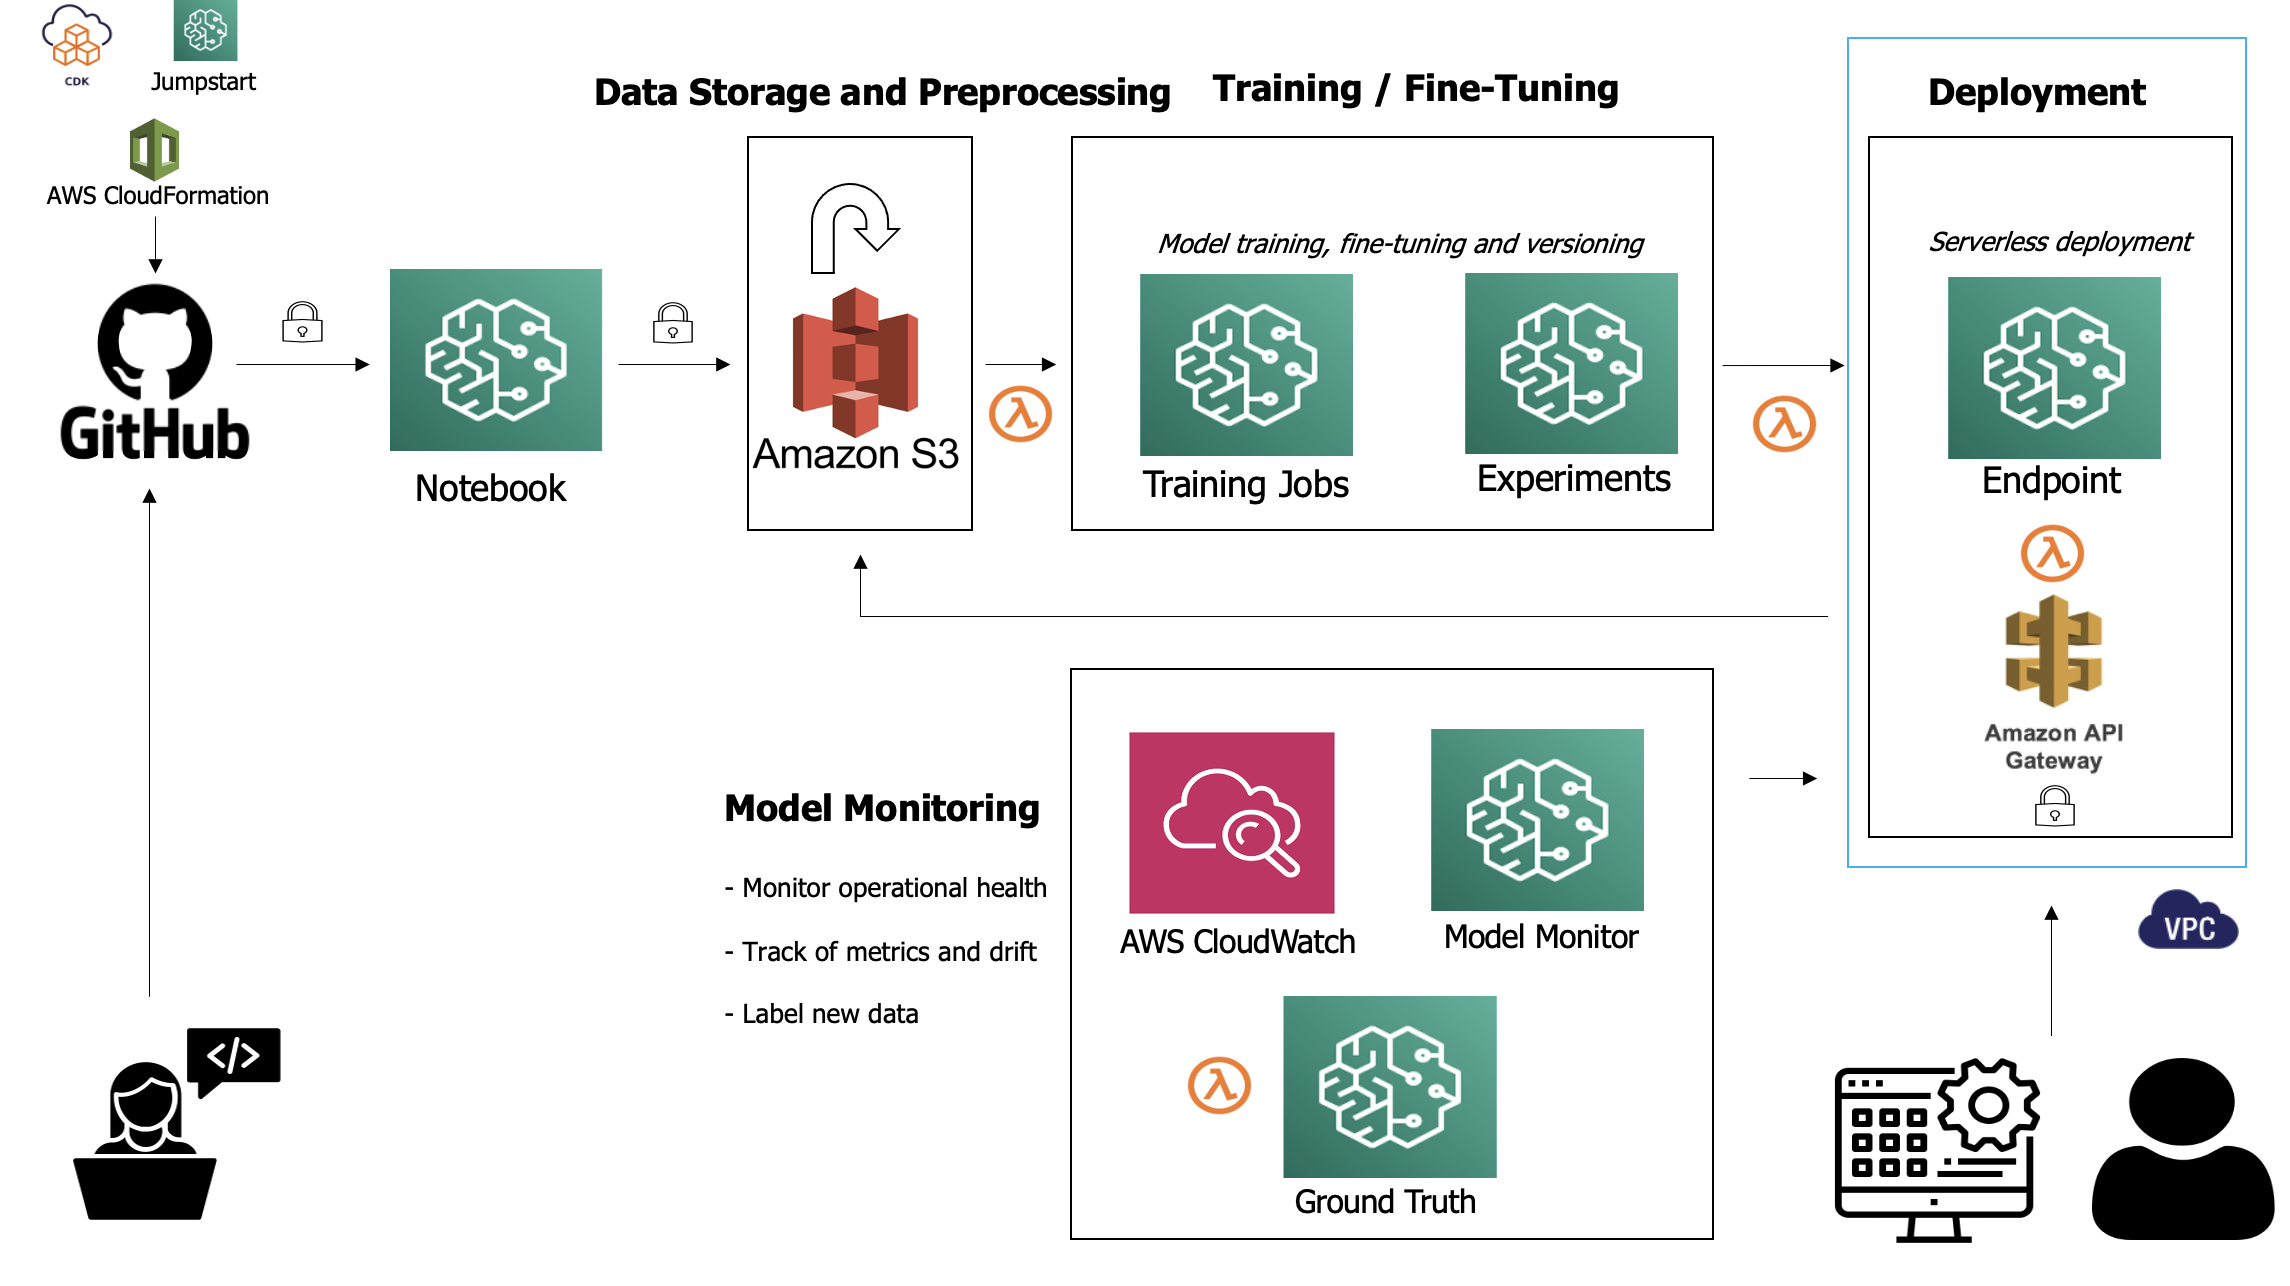 CDK
Jumpstart
AWS CloudFormation
GitHub
Notebook
Data Storage and Preprocessing
Amazon S3
Training / Fine-Tuning
Model training, fine-tuning and versioning
Training Jobs
Experiments
Deployment
Serverless deployment
Endpoint
Amazon API
Gateway
VPC
Model Monitoring
- Monitor operational health
- Track of metrics and drift
- Label new data
AWS CloudWatch
Model Monitor
Ground Truth